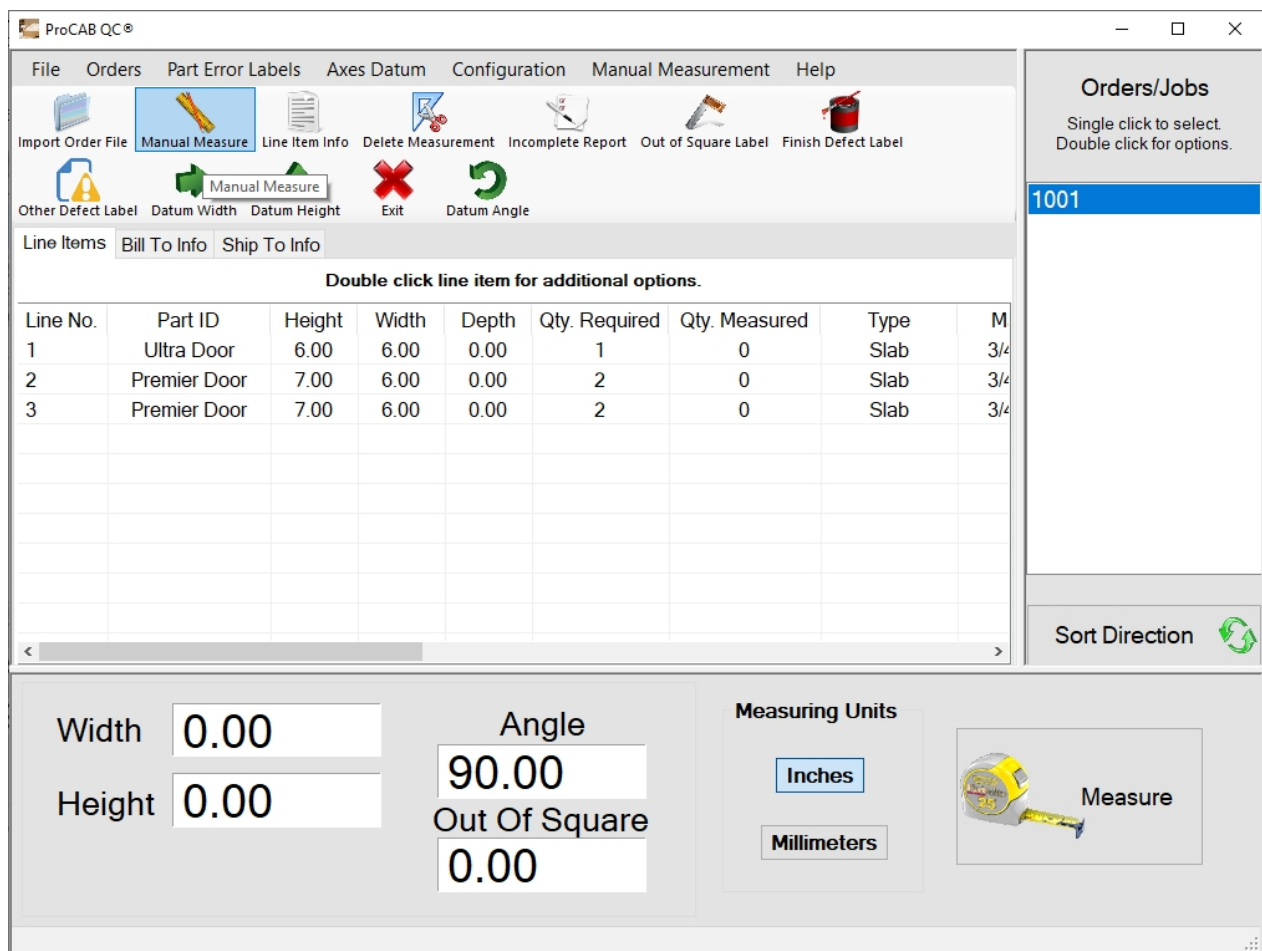 ProCAB QC®
File Orders Part Error Labels Axes Datum Configuration Manual Measurement Help
Import Order File Manual Measure Line Item Info Delete Measurement Incomplete Report Out of Square Label Finish Defect Label
Manual Measure
Other Defect Label Datum Width Datum Height Exit Datum Angle
Line Items Bill To Info Ship To Info
Double click line item for additional options.
Line No. Part ID Height Width Depth Qty. Required Qty. Measured Type M
1 Ultra Door 6.00 6.00 0.00 1 0 Slab 3/4
2 Premier Door 7.00 6.00 0.00 2 0 Slab 3/4
3 Premier Door 7.00 6.00 0.00 2 0 Slab 3/4
Orders/Jobs
Single click to select.
Double click for options.
1001
Sort Direction
Width 0.00
Height 0.00
Angle
90.00
Out Of Square
0.00
Measuring Units
Inches
Millimeters
Measure